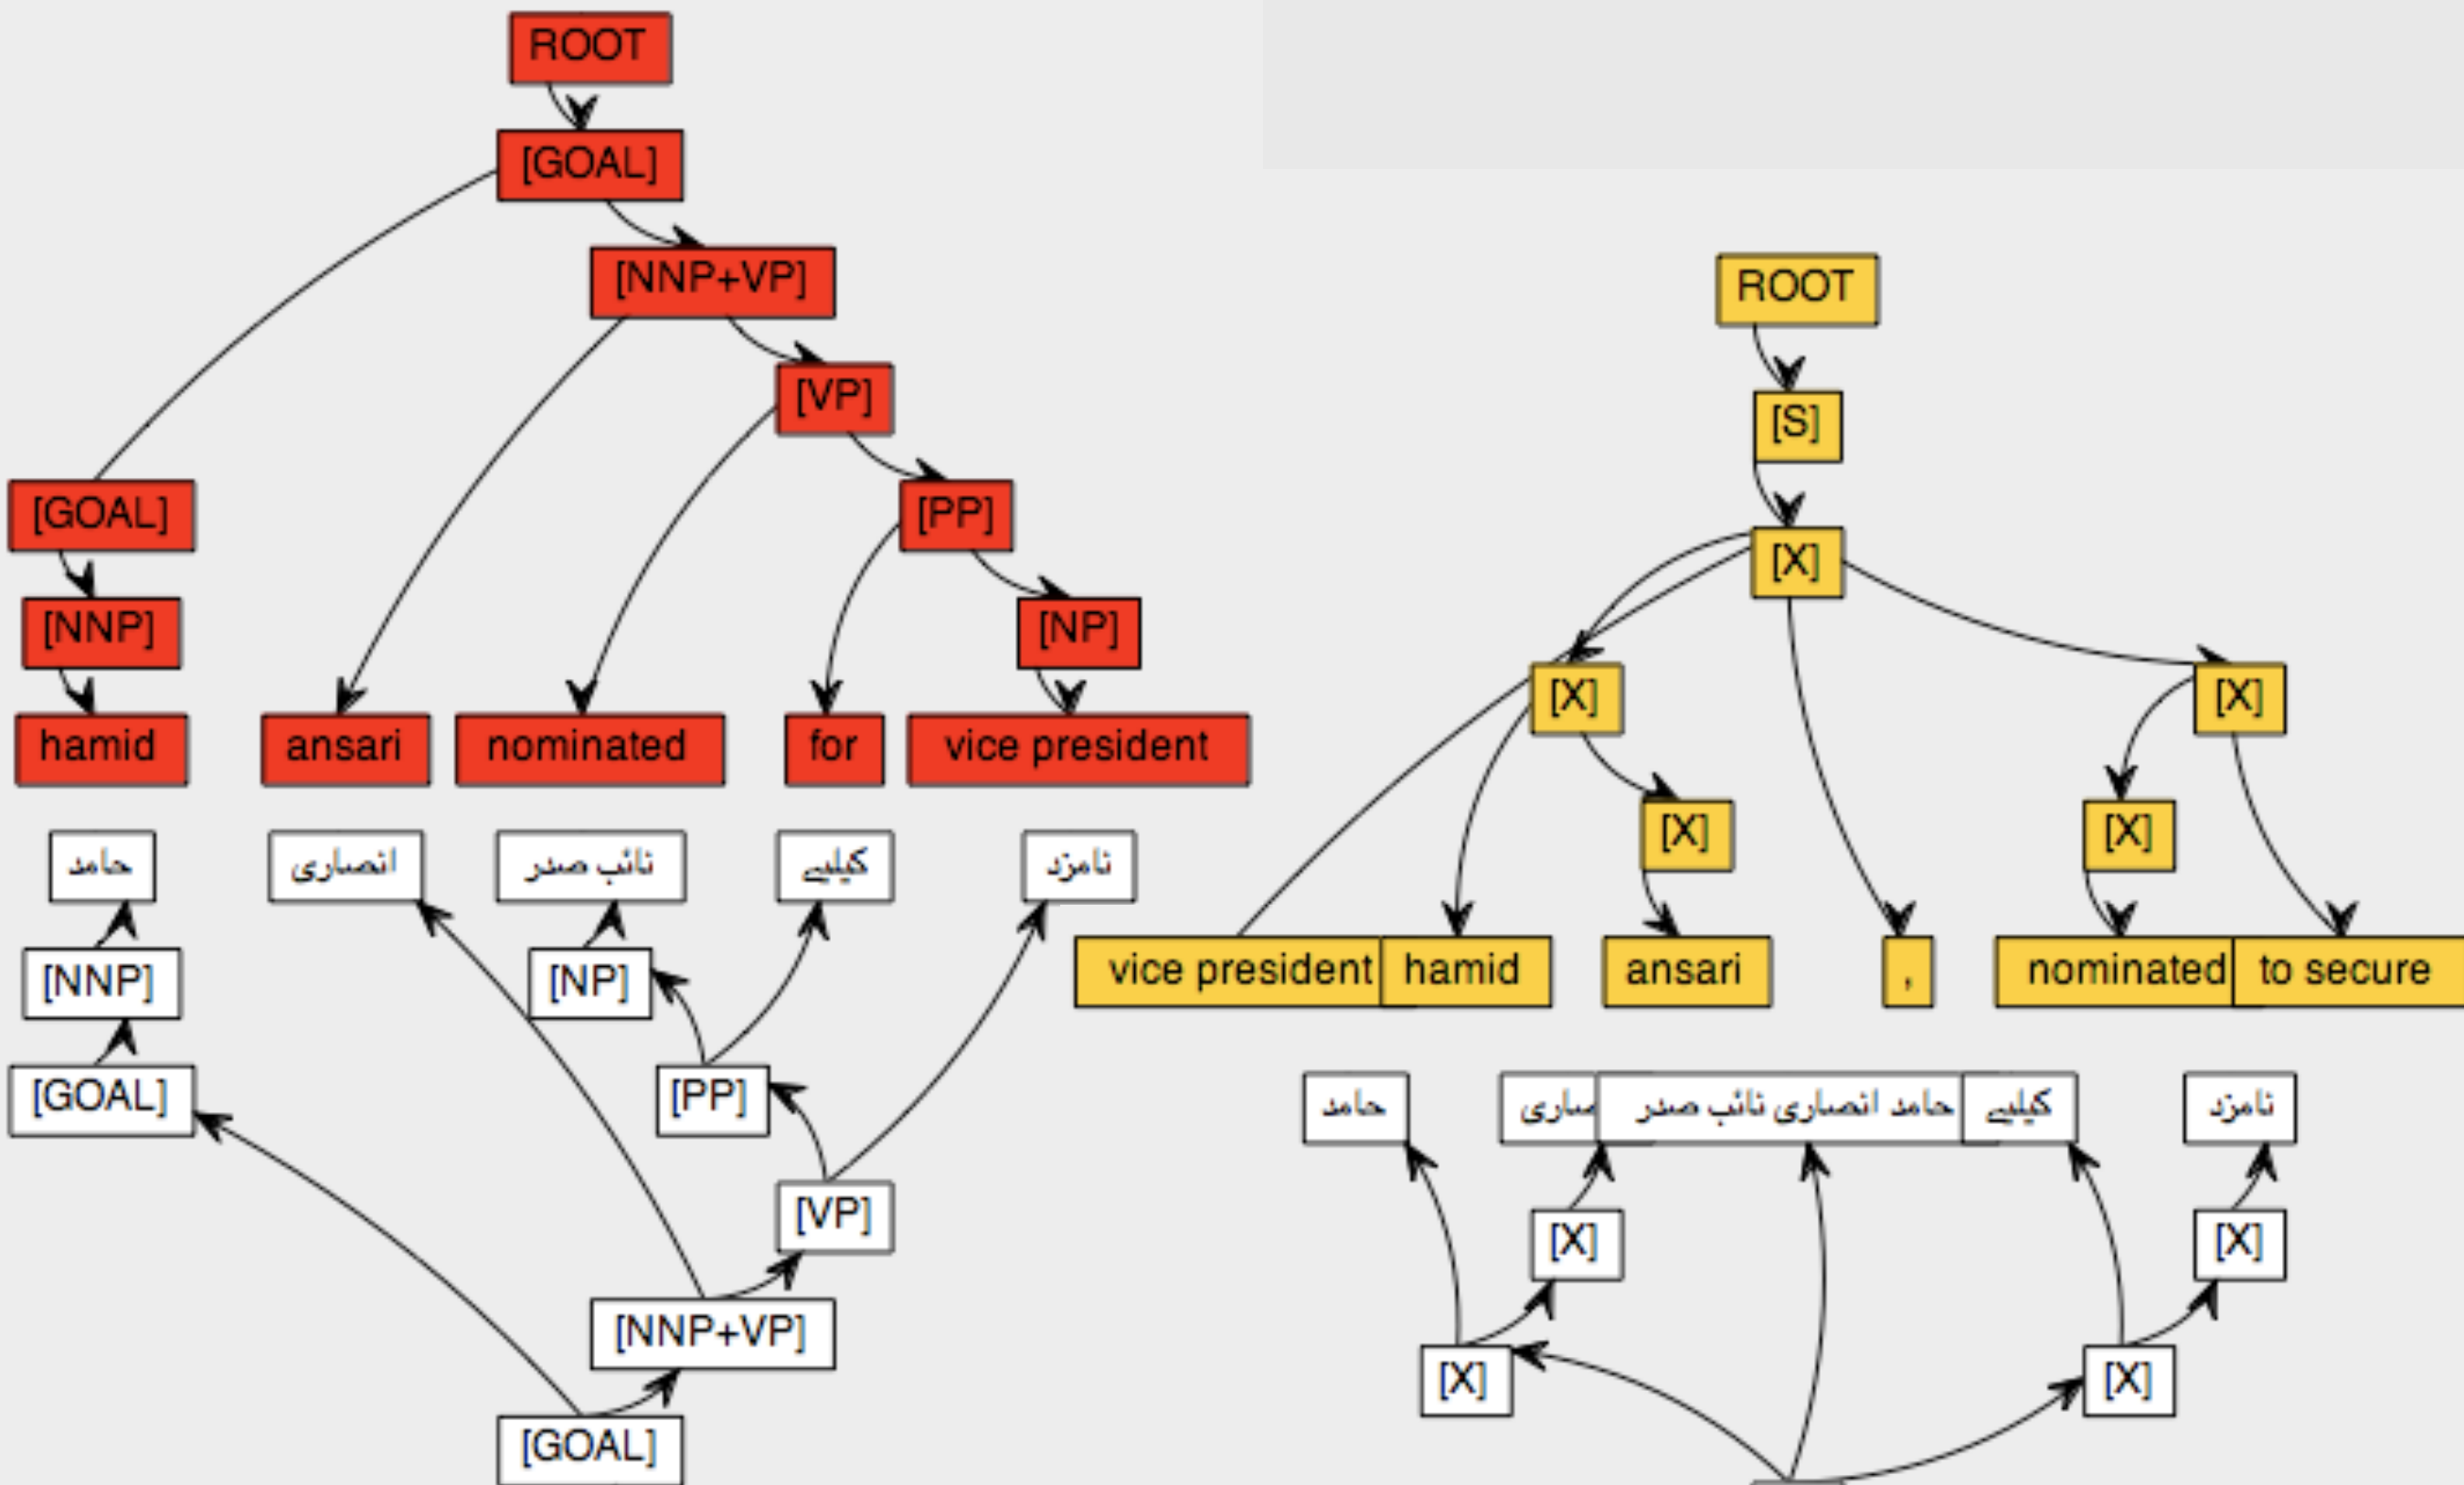 ROOT
[GOAL]
[NNP+VP]
[VP]
[GOAL]
[PP]
[NNP]
[NP]
hamid ansari nominated for vice president
حامد انصاری نائب صدر کیلیے نامزد
[NNP] [NP]
[GOAL] [PP]
[VP]
[NNP+VP]
[GOAL]
ROOT
[S]
[X]
[X] [X]
[X] [X]
vice president hamid ansari , nominated to secure
حامد صاری حامد انصاری نائب صدر کیلیے نامزد
[X] [X]
[X] [X]